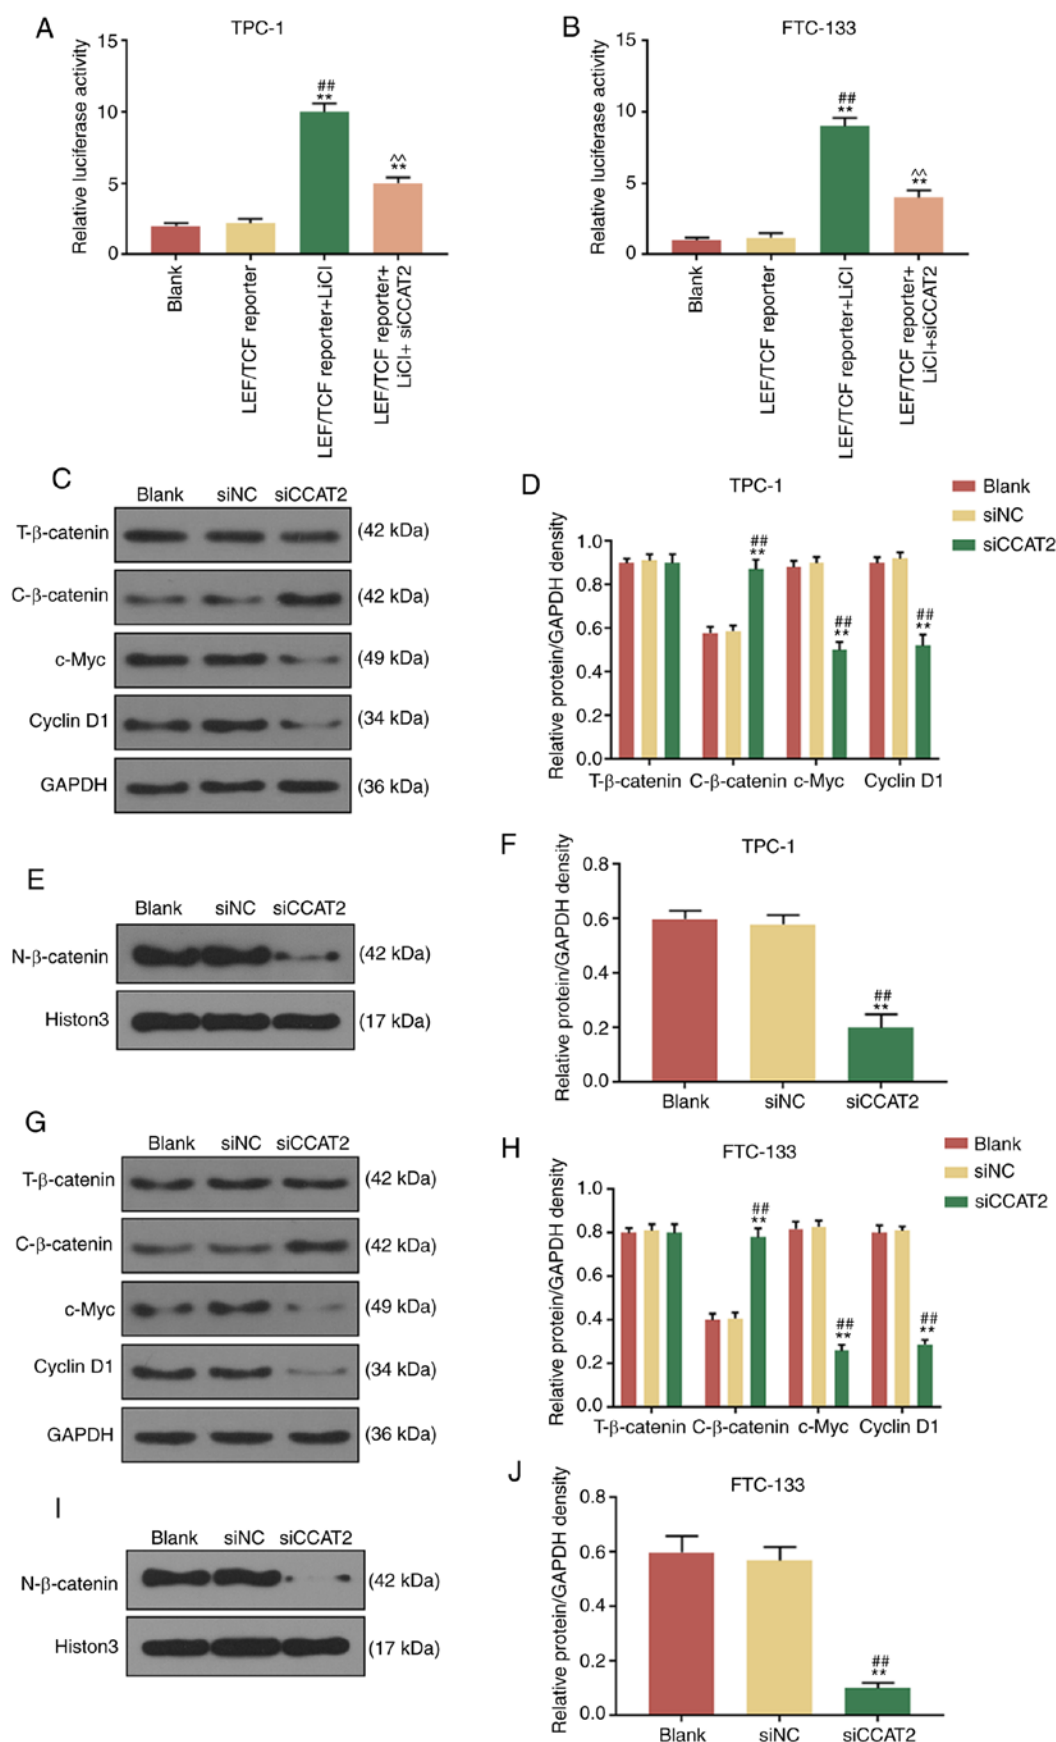 A
TPC-1
Relative luciferase activity
15
10
5
0
##
**
^^
**
Blank
LEF/TCF reporter
LEF/TCF reporter+LiCl
LEF/TCF reporter+
LiCl+ siCCAT2
B
FTC-133
Relative luciferase activity
15
10
5
0
##
**
^^
**
Blank
LEF/TCF reporter
LEF/TCF reporter+LiCl
LEF/TCF reporter+
LiCl+siCCAT2
C
Blank siNC siCCAT2
T-β-catenin (42 kDa)
C-β-catenin (42 kDa)
c-Myc (49 kDa)
Cyclin D1 (34 kDa)
GAPDH (36 kDa)
D
TPC-1
Blank
siNC
siCCAT2
Relative protein/GAPDH density
1.0
0.8
0.6
0.4
0.2
0.0
##
**
##
**
##
**
T-β-catenin C-β-catenin c-Myc Cyclin D1
E
Blank siNC siCCAT2
N-β-catenin (42 kDa)
Histon3 (17 kDa)
F
TPC-1
Relative protein/GAPDH density
0.8
0.6
0.4
0.2
0.0
##
**
Blank siNC siCCAT2
G
Blank siNC siCCAT2
T-β-catenin (42 kDa)
C-β-catenin (42 kDa)
c-Myc (49 kDa)
Cyclin D1 (34 kDa)
GAPDH (36 kDa)
H
FTC-133
Blank
siNC
siCCAT2
Relative protein/GAPDH density
1.0
0.8
0.6
0.4
0.2
0.0
##
**
##
**
##
**
T-β-catenin C-β-catenin c-Myc Cyclin D1
I
Blank siNC siCCAT2
N-β-catenin (42 kDa)
Histon3 (17 kDa)
J
FTC-133
Relative protein/GAPDH density
0.8
0.6
0.4
0.2
0.0
##
**
Blank siNC siCCAT2